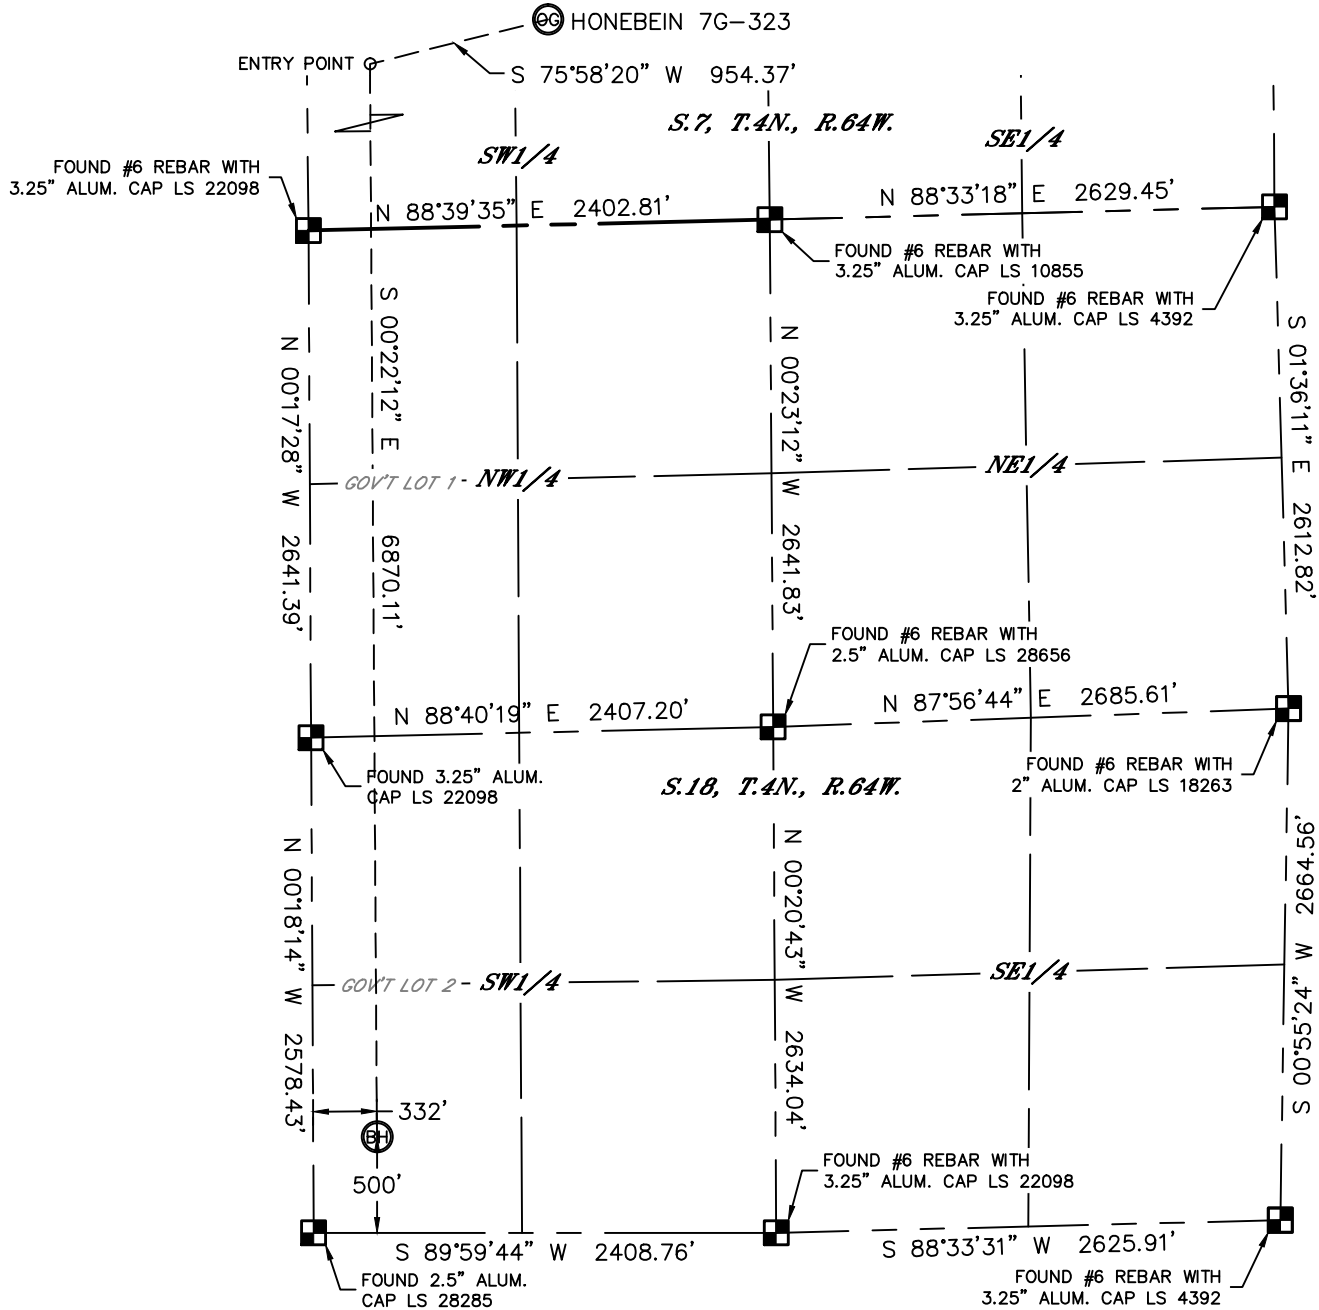 OG HONEBEIN 7G-323
ENTRY POINT
S 75°58'20" W 954.37'
S.7, T.4N., R.64W.
SW1/4
SE1/4
FOUND #6 REBAR WITH
3.25" ALUM. CAP LS 22098
N 88°39'35" E 2402.81'
N 88°33'18" E 2629.45'
FOUND #6 REBAR WITH
3.25" ALUM. CAP LS 10855
FOUND #6 REBAR WITH
3.25" ALUM. CAP LS 4392
N 00°17'28" W 2641.39'
S 00°22'12" E 6870.11'
N 00°23'12" W 2641.83'
S 01°36'11" E 2612.82'
GOV'T LOT 1 - NW1/4
NE1/4
FOUND #6 REBAR WITH
2.5" ALUM. CAP LS 28656
N 88°40'19" E 2407.20'
N 87°56'44" E 2685.61'
FOUND 3.25" ALUM.
CAP LS 22098
S.18, T.4N., R.64W.
FOUND #6 REBAR WITH
2" ALUM. CAP LS 18263
N 00°18'14" W 2578.43'
N 00°20'43" W 2634.04'
S 00°55'24" W 2664.56'
GOV'T LOT 2 - SW1/4
SE1/4
332'
BH
500'
FOUND #6 REBAR WITH
3.25" ALUM. CAP LS 22098
S 89°59'44" W 2408.76'
S 88°33'31" W 2625.91'
FOUND 2.5" ALUM.
CAP LS 28285
FOUND #6 REBAR WITH
3.25" ALUM. CAP LS 4392